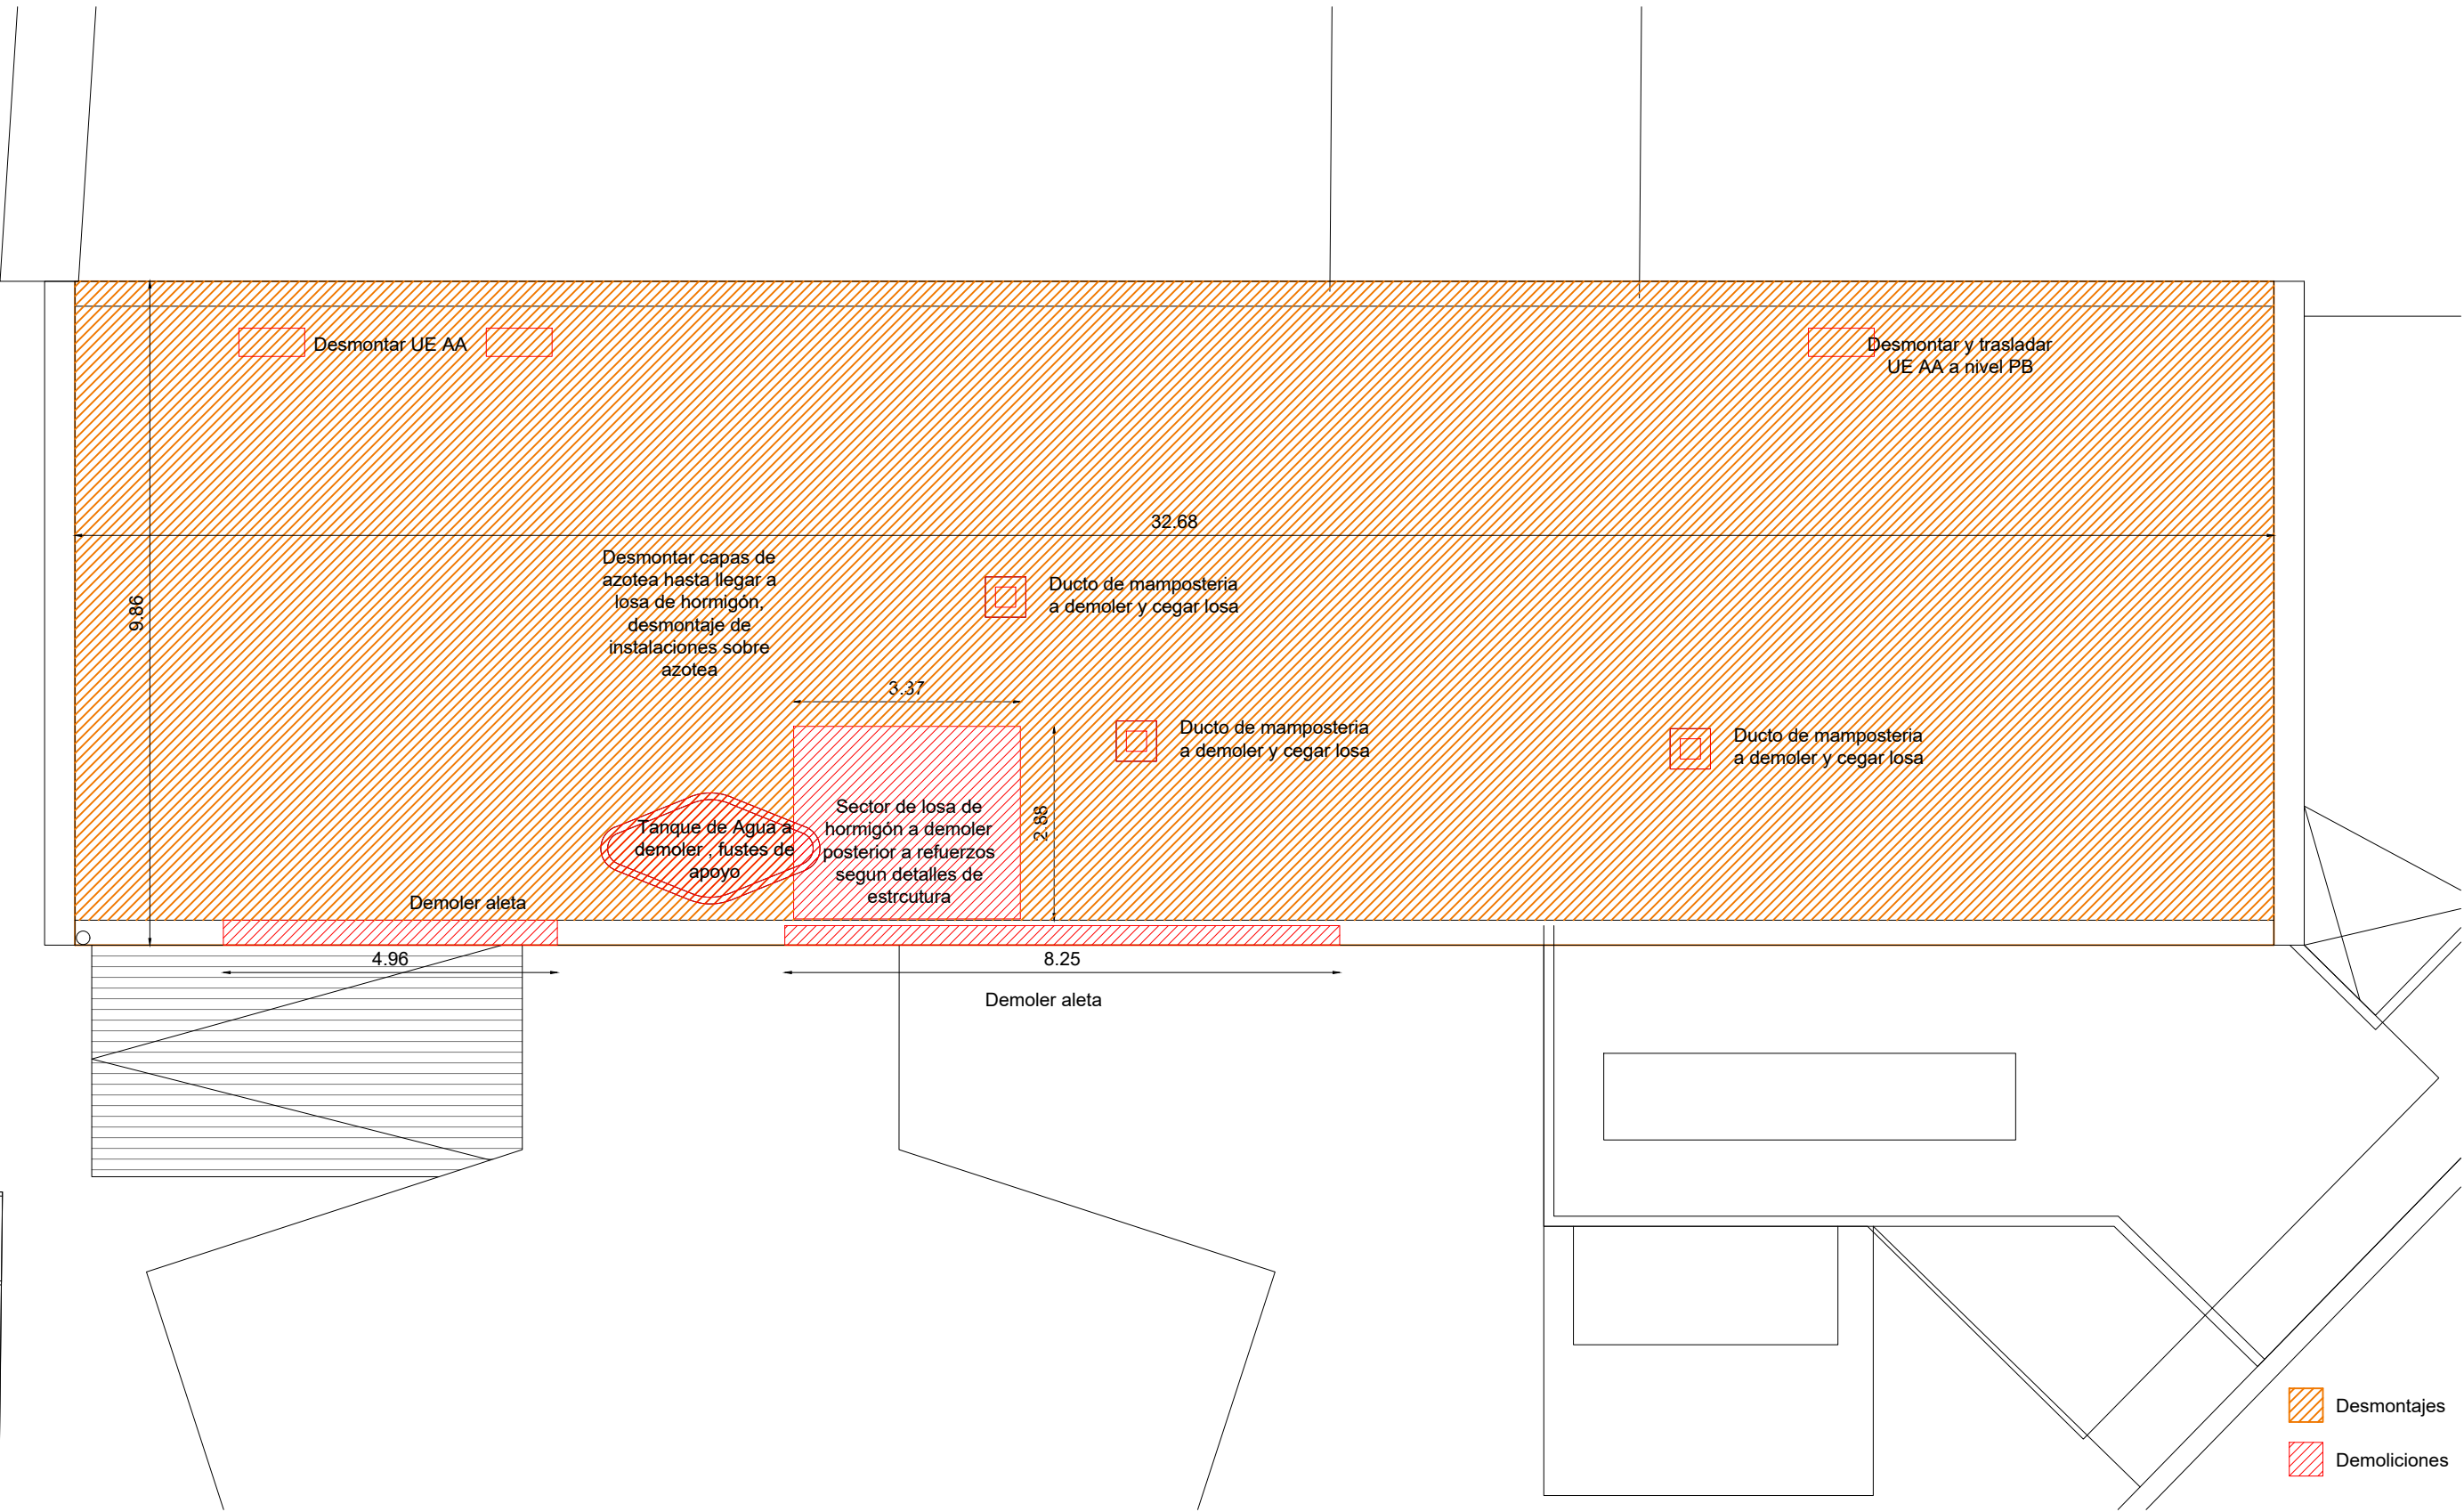 Desmontar UE AA
Desmontar y trasladar
UE AA a nivel PB
32.68
9.86
Desmontar capas de
azotea hasta llegar a
losa de hormigón,
desmontaje de
instalaciones sobre
azotea
Ducto de mamposteria
a demoler y cegar losa
3.37
Ducto de mamposteria
a demoler y cegar losa
Ducto de mamposteria
a demoler y cegar losa
2.88
Sector de losa de
hormigón a demoler
posterior a refuerzos
segun detalles de
estrcutura
Tanque de Agua a
demoler , fustes de
apoyo
Demoler aleta
4.96
8.25
Demoler aleta
Desmontajes
Demoliciones